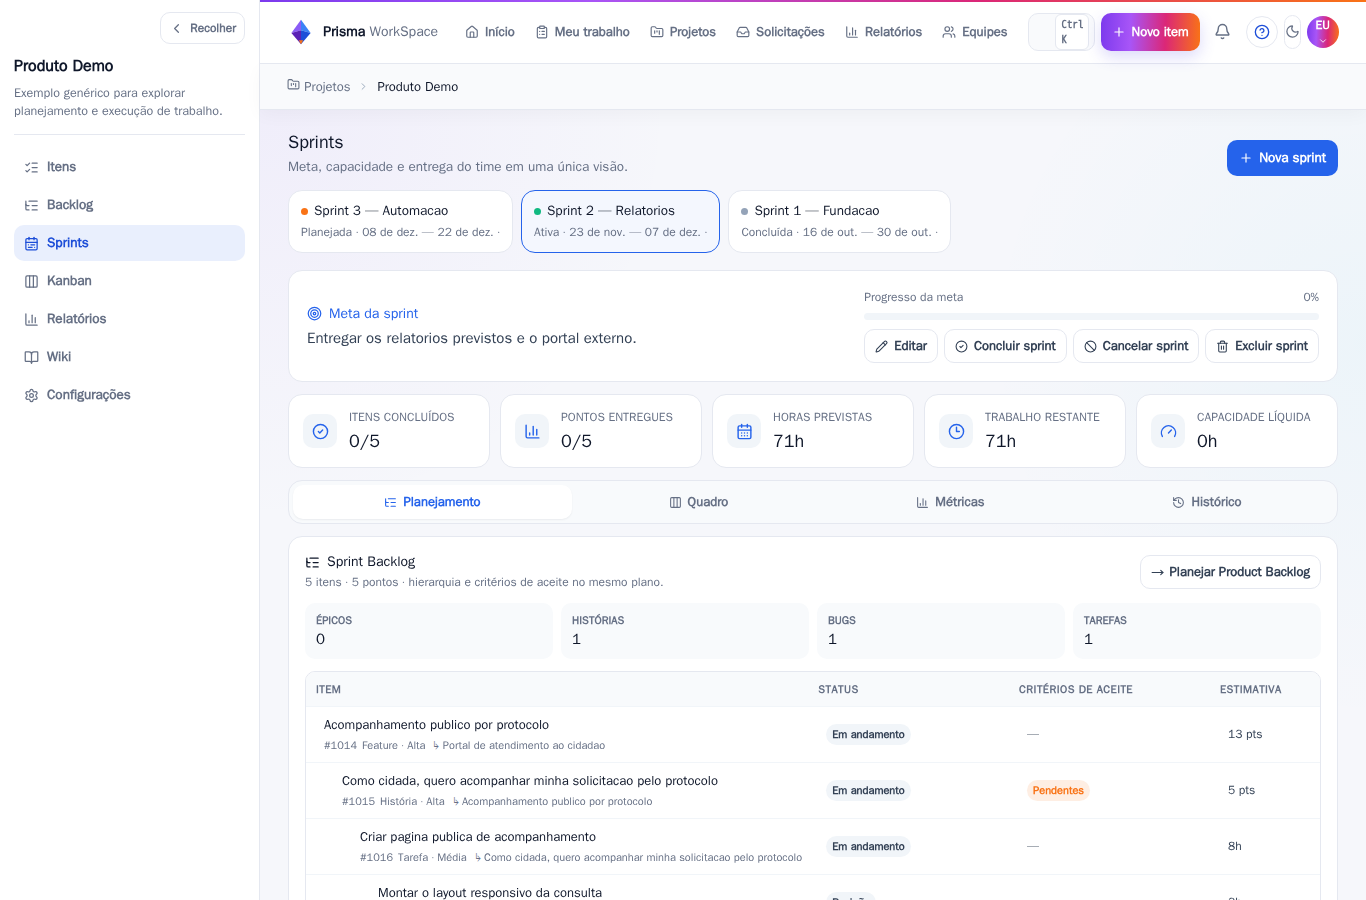 Recolher
Produto Demo
Exemplo genérico para explorar
planejamento e execução de trabalho.
Itens
Backlog
Sprints
Kanban
Relatórios
Wiki
Configurações
Prisma WorkSpace
Início
Meu trabalho
Projetos
Solicitações
Relatórios
Equipes
Ctrl
K
Novo item
EU
Projetos
Produto Demo
Sprints
Meta, capacidade e entrega do time em uma única visão.
Nova sprint
Sprint 3 — Automacao
Planejada · 08 de dez. — 22 de dez. ·
Sprint 2 — Relatorios
Ativa · 23 de nov. — 07 de dez. ·
Sprint 1 — Fundacao
Concluída · 16 de out. — 30 de out. ·
Meta da sprint
Entregar os relatorios previstos e o portal externo.
Progresso da meta
0%
Editar
Concluir sprint
Cancelar sprint
Excluir sprint
ITENS CONCLUÍDOS
0/5
PONTOS ENTREGUES
0/5
HORAS PREVISTAS
71h
TRABALHO RESTANTE
71h
CAPACIDADE LÍQUIDA
0h
Planejamento
Quadro
Métricas
Histórico
Sprint Backlog
5 itens · 5 pontos · hierarquia e critérios de aceite no mesmo plano.
→ Planejar Product Backlog
ÉPICOS
0
HISTÓRIAS
1
BUGS
1
TAREFAS
1
ITEM STATUS CRITÉRIOS DE ACEITE ESTIMATIVA
Acompanhamento publico por protocolo
#1014 Feature · Alta ↳ Portal de atendimento ao cidadao
Em andamento
—
13 pts
Como cidada, quero acompanhar minha solicitacao pelo protocolo
#1015 História · Alta ↳ Acompanhamento publico por protocolo
Em andamento
Pendentes
5 pts
Criar pagina publica de acompanhamento
#1016 Tarefa · Média ↳ Como cidada, quero acompanhar minha solicitacao pelo protocolo
Em andamento
—
8h
Montar o layout responsivo da consulta